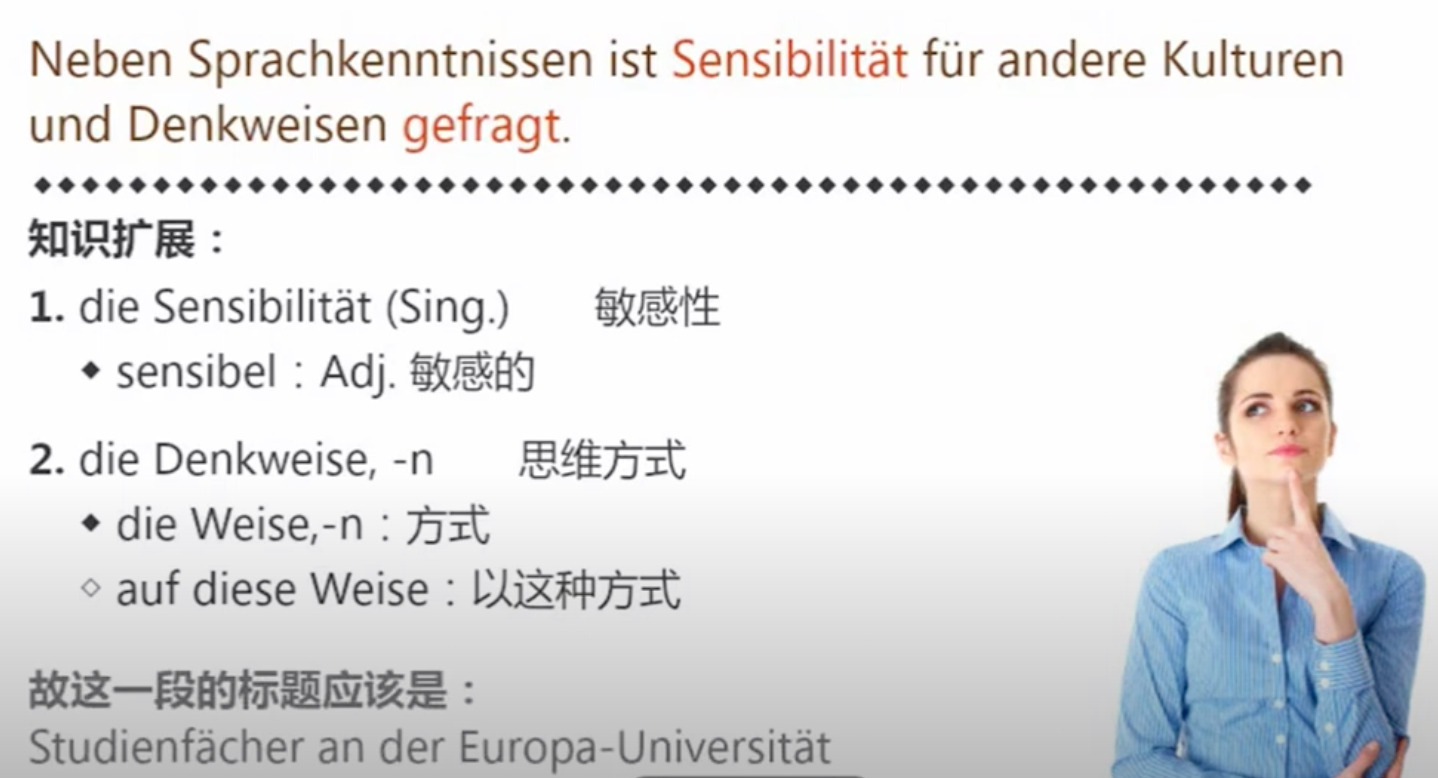 Neben Sprachkenntnissen ist Sensibilität für andere Kulturen
und Denkweisen gefragt.
知识扩展：
1. die Sensibilität (Sing.) 敏感性
◆ sensibel：Adj. 敏感的
2. die Denkweise, -n 思维方式
◆ die Weise,-n：方式
◇ auf diese Weise：以这种方式
故这一段的标题应该是：
Studienfächer an der Europa-Universität